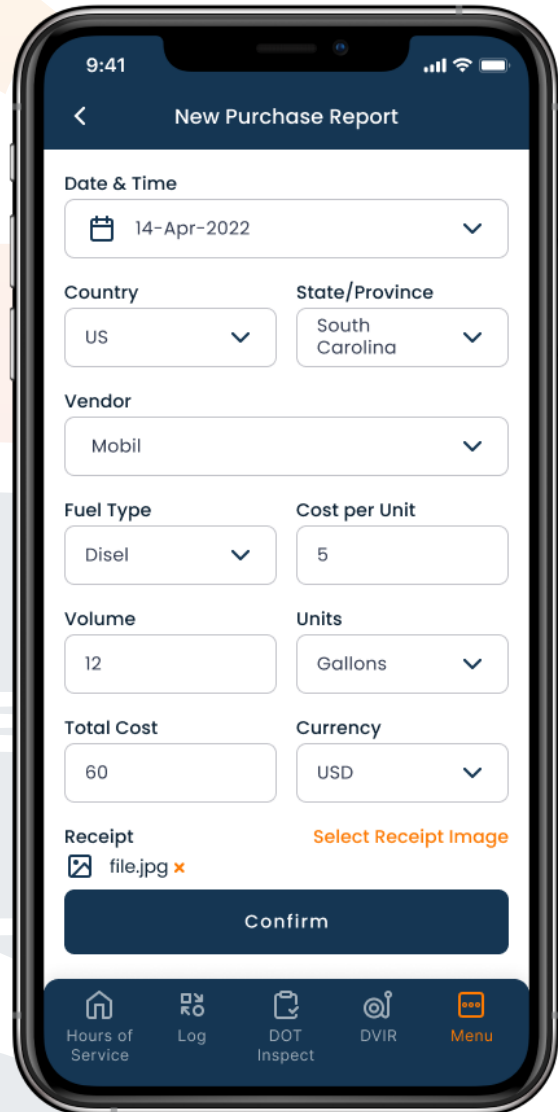 9:41
New Purchase Report
Date & Time
14-Apr-2022
Country
State/Province
US
South
Carolina
Vendor
Mobil
Fuel Type
Cost per Unit
Disel
5
Volume
Units
12
Gallons
Total Cost
Currency
60
USD
Receipt
Select Receipt Image
file.jpg ×
Confirm
Hours of
Service
Log
DOT
Inspect
DVIR
Menu